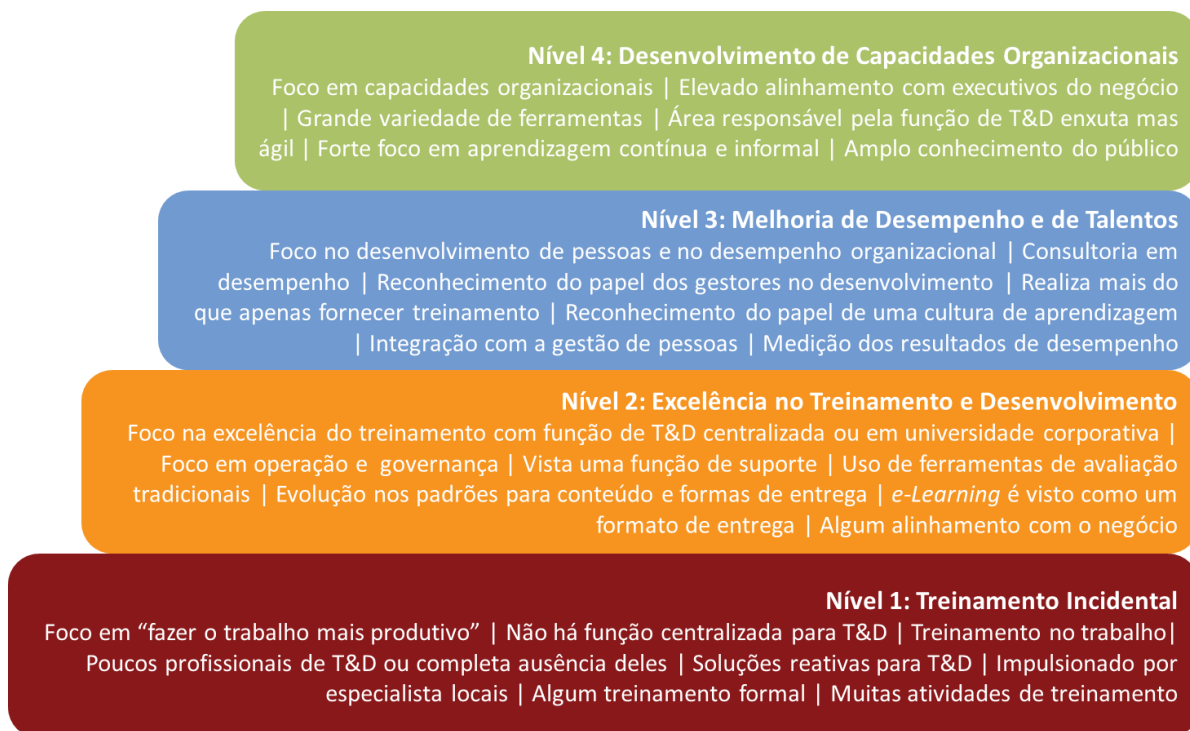 Nível 4: Desenvolvimento de Capacidades Organizacionais
Foco em capacidades organizacionais | Elevado alinhamento com executivos do negócio
| Grande variedade de ferramentas | Área responsável pela função de T&D enxuta mas
ágil | Forte foco em aprendizagem contínua e informal | Amplo conhecimento do público
Nível 3: Melhoria de Desempenho e de Talentos
Foco no desenvolvimento de pessoas e no desempenho organizacional | Consultoria em
desempenho | Reconhecimento do papel dos gestores no desenvolvimento | Realiza mais do
que apenas fornecer treinamento | Reconhecimento do papel de uma cultura de aprendizagem
| Integração com a gestão de pessoas | Medição dos resultados de desempenho
Nível 2: Excelência no Treinamento e Desenvolvimento
Foco na excelência do treinamento com função de T&D centralizada ou em universidade corporativa |
Foco em operação e governança | Vista uma função de suporte | Uso de ferramentas de avaliação
tradicionais | Evolução nos padrões para conteúdo e formas de entrega | e-Learning é visto como um
formato de entrega | Algum alinhamento com o negócio
Nível 1: Treinamento Incidental
Foco em “fazer o trabalho mais produtivo” | Não há função centralizada para T&D | Treinamento no trabalho|
Poucos profissionais de T&D ou completa ausência deles | Soluções reativas para T&D | Impulsionado por
especialista locais | Algum treinamento formal | Muitas atividades de treinamento